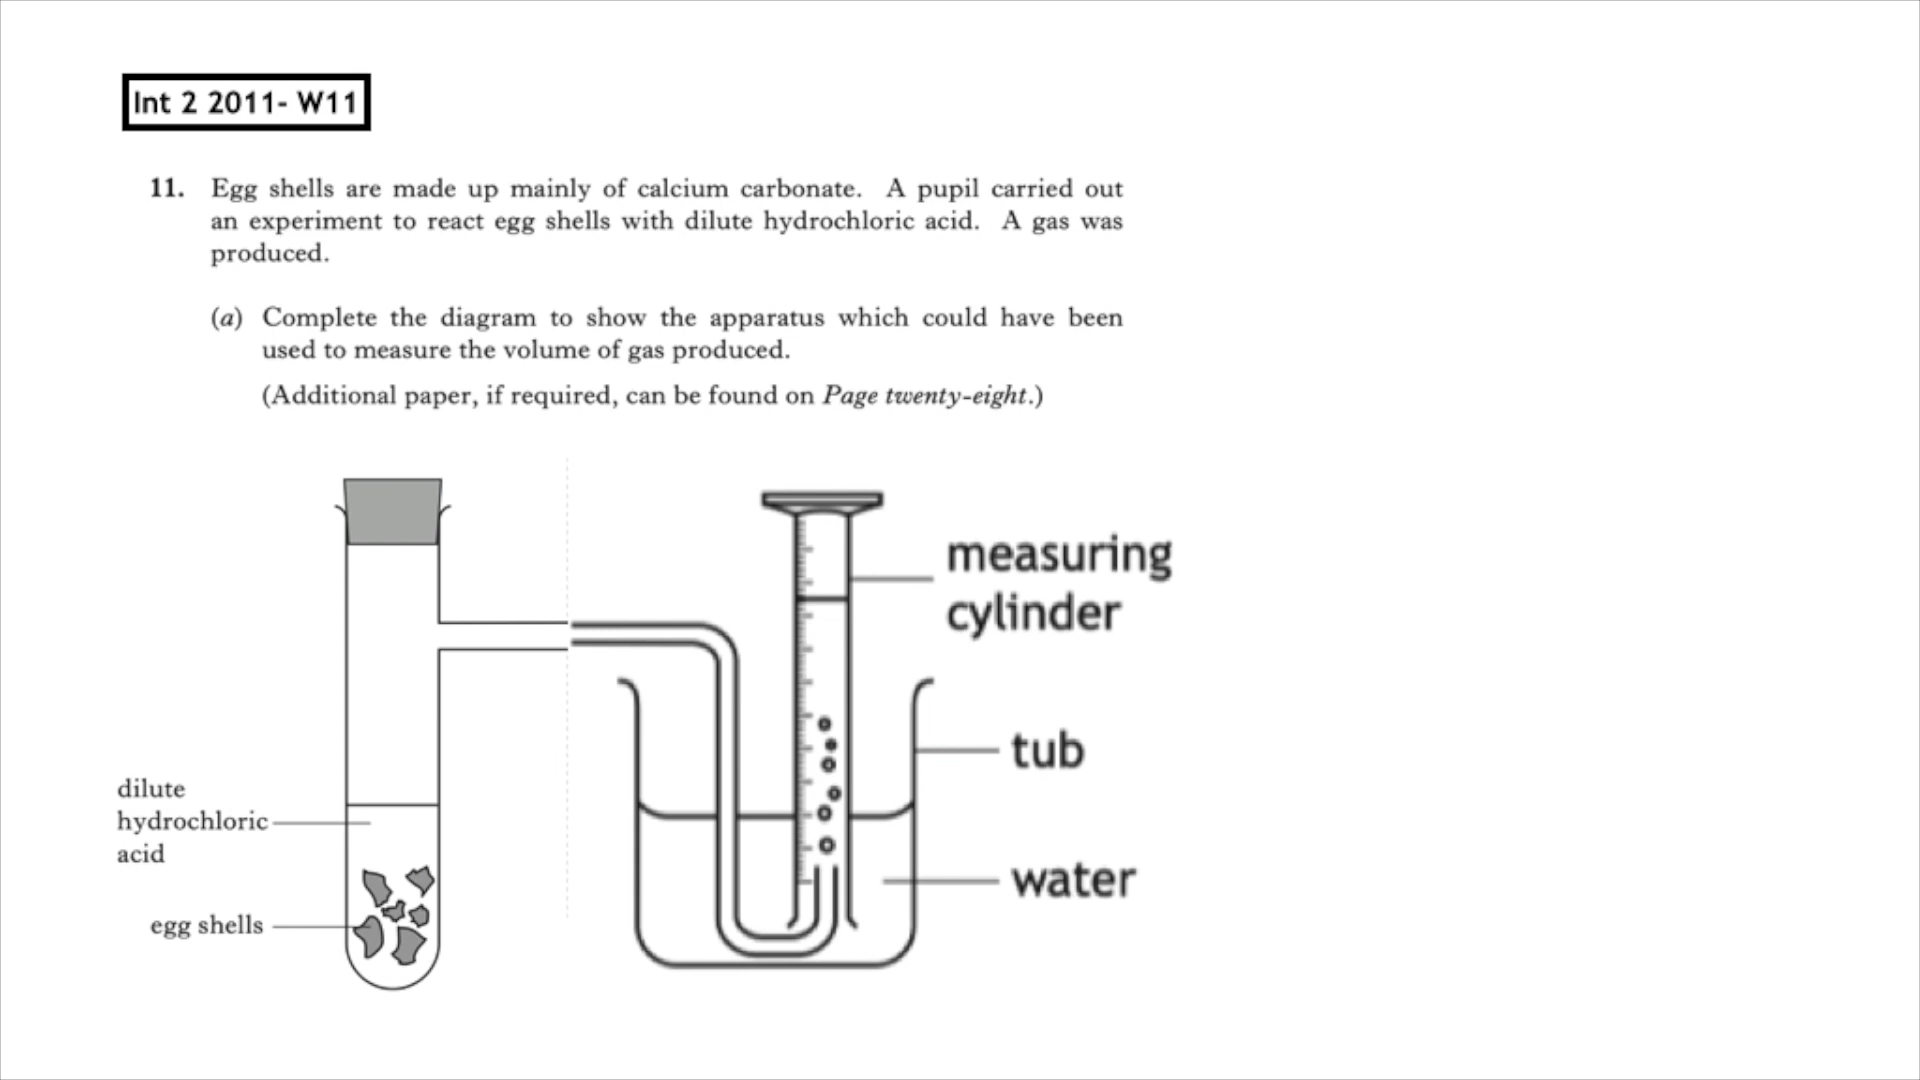 Int 2 2011- W11
11. Egg shells are made up mainly of calcium carbonate. A pupil carried out
an experiment to react egg shells with dilute hydrochloric acid. A gas was
produced.
(a) Complete the diagram to show the apparatus which could have been
used to measure the volume of gas produced.
(Additional paper, if required, can be found on Page twenty-eight.)
measuring
cylinder
tub
dilute
hydrochloric
acid
water
egg shells